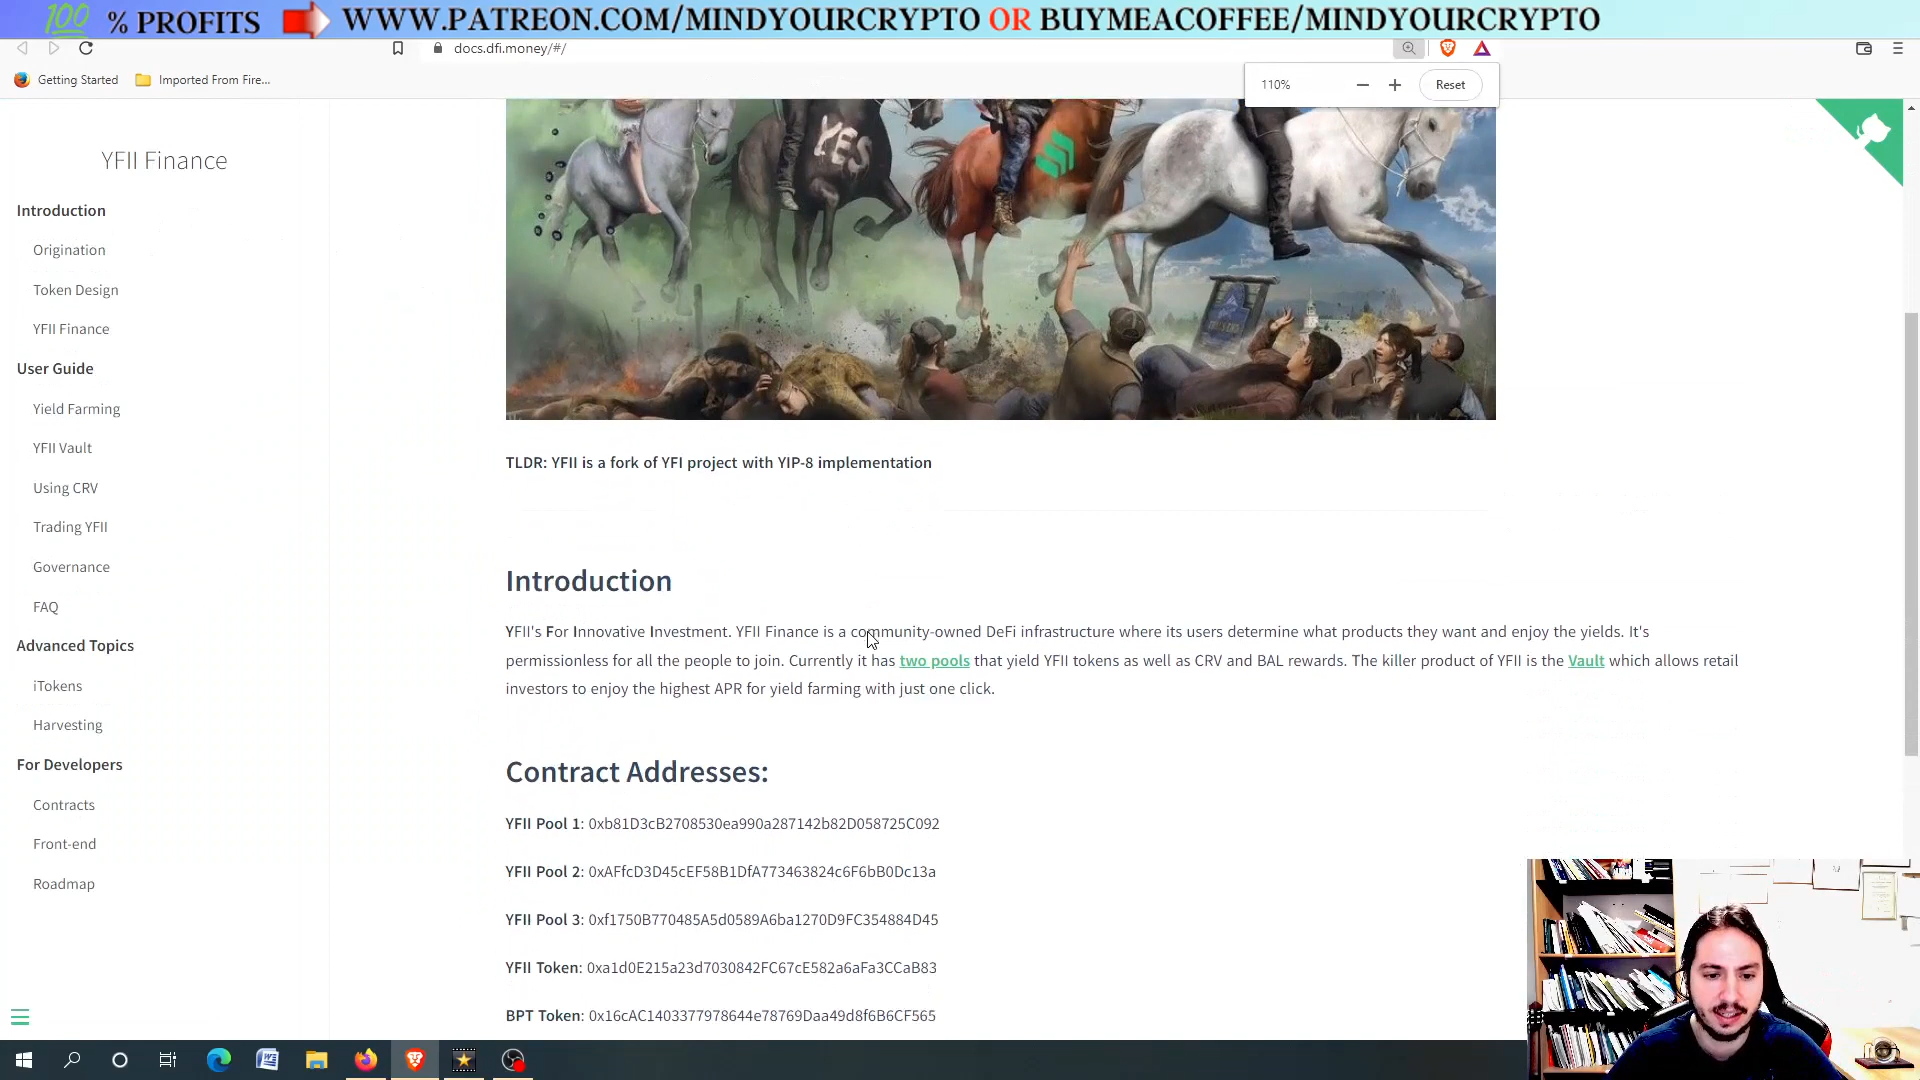 100 % PROFITS WWW.PATREON.COM/MINDYOURCRYPTO OR BUYMEACOFFEE/MINDYOURCRYPTO
docs.dfi.money/#/
Getting Started Imported From Fire...
110% Reset
YFII Finance
Introduction
Origination
Token Design
YFII Finance
User Guide
Yield Farming
YFII Vault
Using CRV
Trading YFII
Governance
FAQ
Advanced Topics
iTokens
Harvesting
For Developers
Contracts
Front-end
Roadmap
YES
TLDR: YFII is a fork of YFI project with YIP-8 implementation
Introduction
YFII's For Innovative Investment. YFII Finance is a community-owned DeFi infrastructure where its users determine what products they want and enjoy the yields. It's
permissionless for all the people to join. Currently it has two pools that yield YFII tokens as well as CRV and BAL rewards. The killer product of YFII is the Vault which allows retail
investors to enjoy the highest APR for yield farming with just one click.
Contract Addresses:
YFII Pool 1: 0xb81D3cB2708530ea990a287142b82D058725C092
YFII Pool 2: 0xAFfcD3D45cEF58B1DfA773463824c6F6bB0Dc13a
YFII Pool 3: 0xf1750B770485A5d0589A6ba1270D9FC354884D45
YFII Token: 0xa1d0E215a23d7030842FC67cE582a6aFa3CCaB83
BPT Token: 0x16cAC1403377978644e78769Daa49d8f6B6CF565